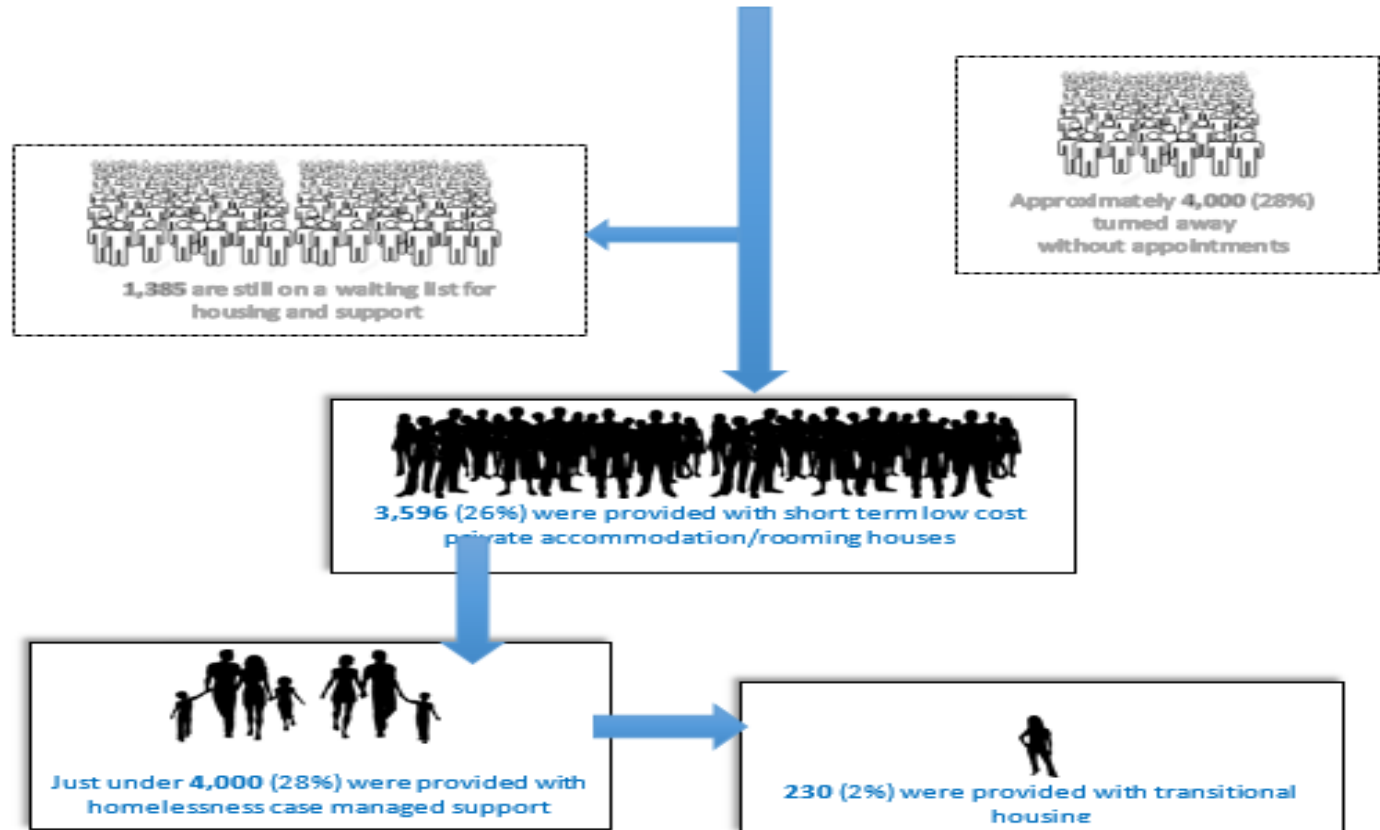 Approximately 4,000 (28%)
turned away
without appointments
1,385 are still on a waiting list for
housing and support
3,596 (26%) were provided with short term low cost
private accommodation/rooming houses
Just under 4,000 (28%) were provided with
homelessness case managed support
230 (2%) were provided with transitional
housing